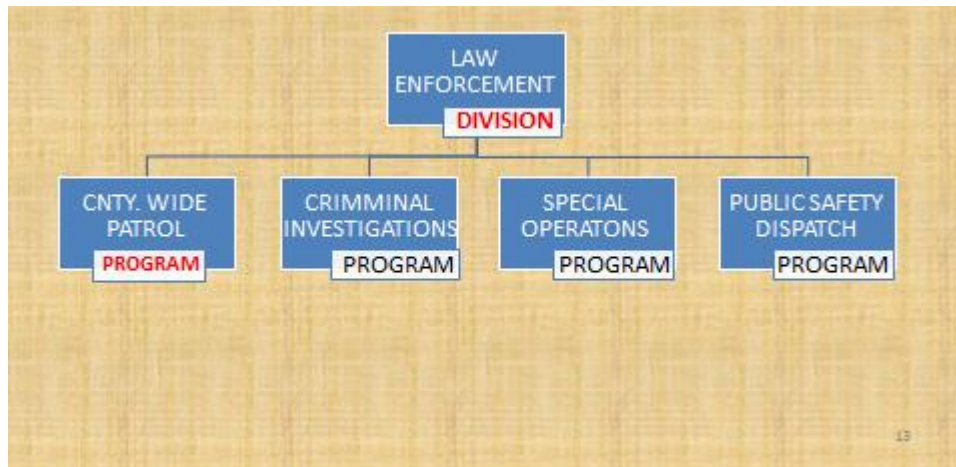 LAW
ENFORCEMENT
DIVISION
CNTY. WIDE
PATROL
PROGRAM
CRIMMINAL
INVESTIGATIONS
PROGRAM
SPECIAL
OPERATONS
PROGRAM
PUBLIC SAFETY
DISPATCH
PROGRAM
13